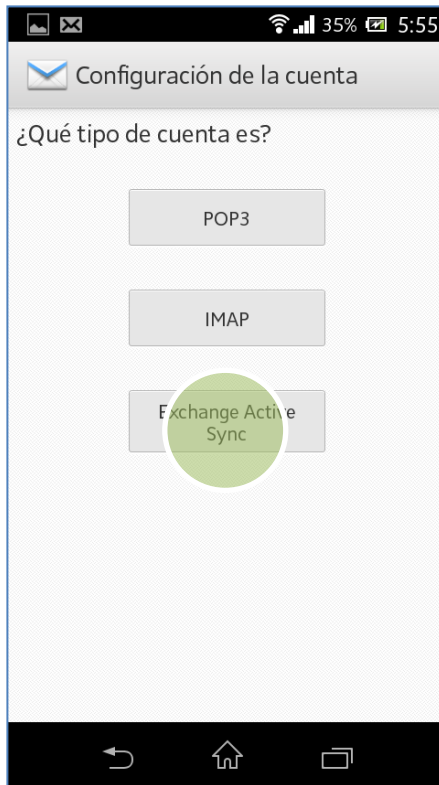 35% 5:55
Configuración de la cuenta
¿Qué tipo de cuenta es?
POP3
IMAP
Exchange Active
Sync